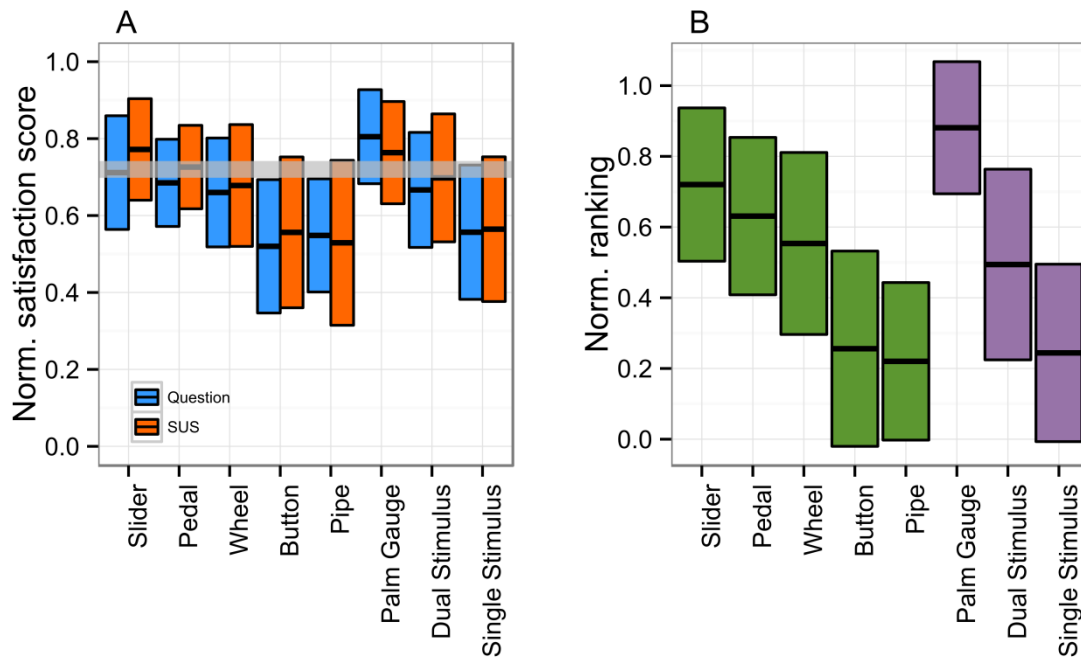 A
Norm. satisfaction score
1.0
0.8
0.6
0.4
0.2
0.0
Question
SUS
Slider
Pedal
Wheel
Button
Pipe
Palm Gauge
Dual Stimulus
Single Stimulus
B
Norm. ranking
1.0
0.8
0.6
0.4
0.2
0.0
Slider
Pedal
Wheel
Button
Pipe
Palm Gauge
Dual Stimulus
Single Stimulus